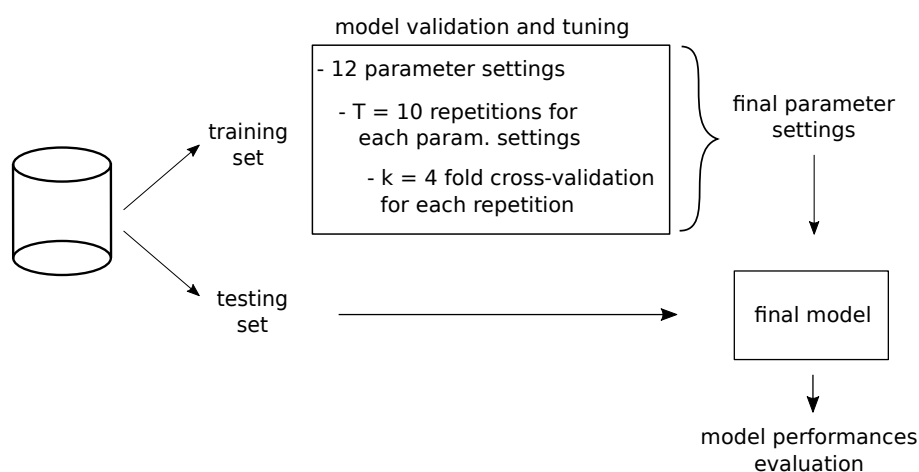 model validation and tuning
- 12 parameter settings
- T = 10 repetitions for
each param. settings
- k = 4 fold cross-validation
for each repetition
training
set
final parameter
settings
testing
set
final model
model performances
evaluation